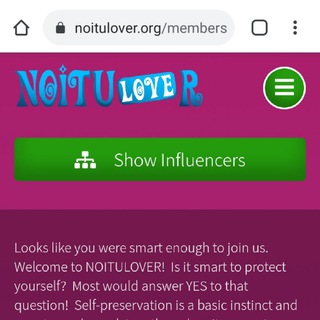 noitulover.org/members
NOITULOVER
Show Influencers
Looks like you were smart enough to join us.
Welcome to NOITULOVER!  Is it smart to protect
yourself?  Most would answer YES to that
question!  Self-preservation is a basic instinct and